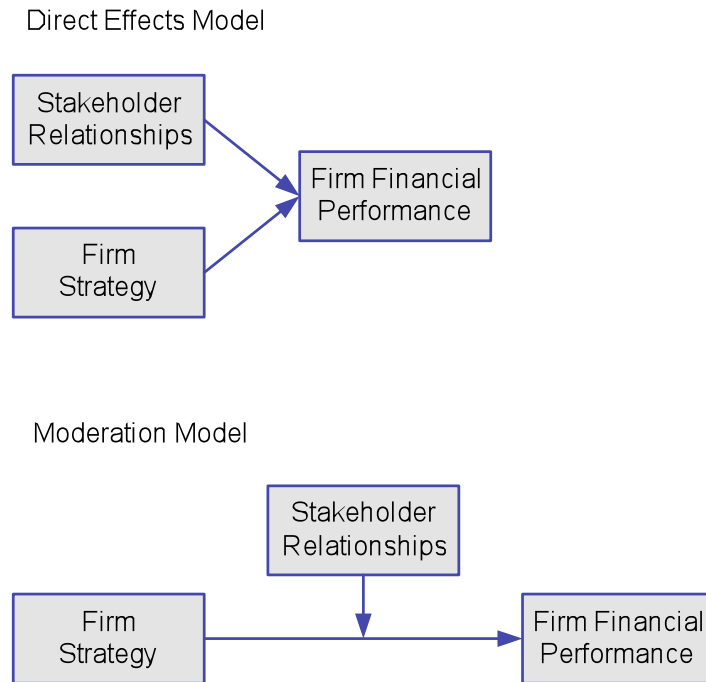 Direct Effects Model
Stakeholder
Relationships
Firm Financial
Performance
Firm
Strategy
Moderation Model
Stakeholder
Relationships
Firm
Strategy
Firm Financial
Performance